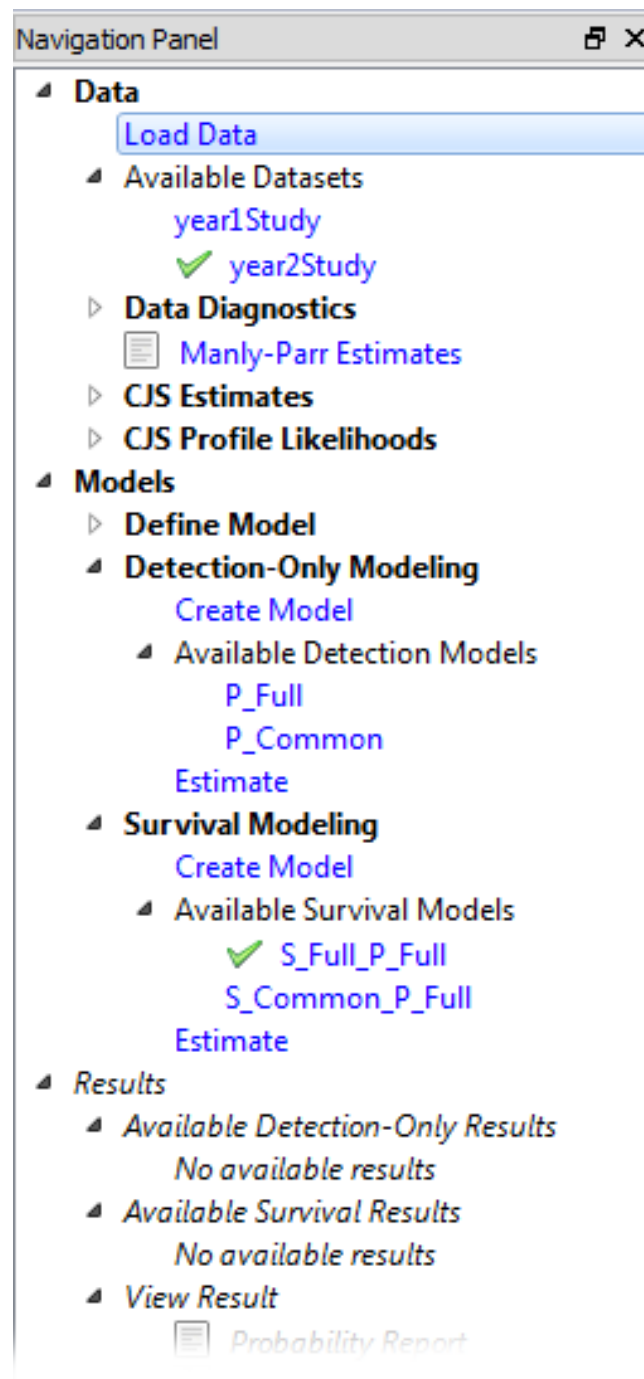 Navigation Panel
Data
Load Data
Available Datasets
year1Study
year2Study
Data Diagnostics
Manly-Parr Estimates
CJS Estimates
CJS Profile Likelihoods
Models
Define Model
Detection-Only Modeling
Create Model
Available Detection Models
P_Full
P_Common
Estimate
Survival Modeling
Create Model
Available Survival Models
S_Full_P_Full
S_Common_P_Full
Estimate
Results
Available Detection-Only Results
No available results
Available Survival Results
No available results
View Result
Probability Report